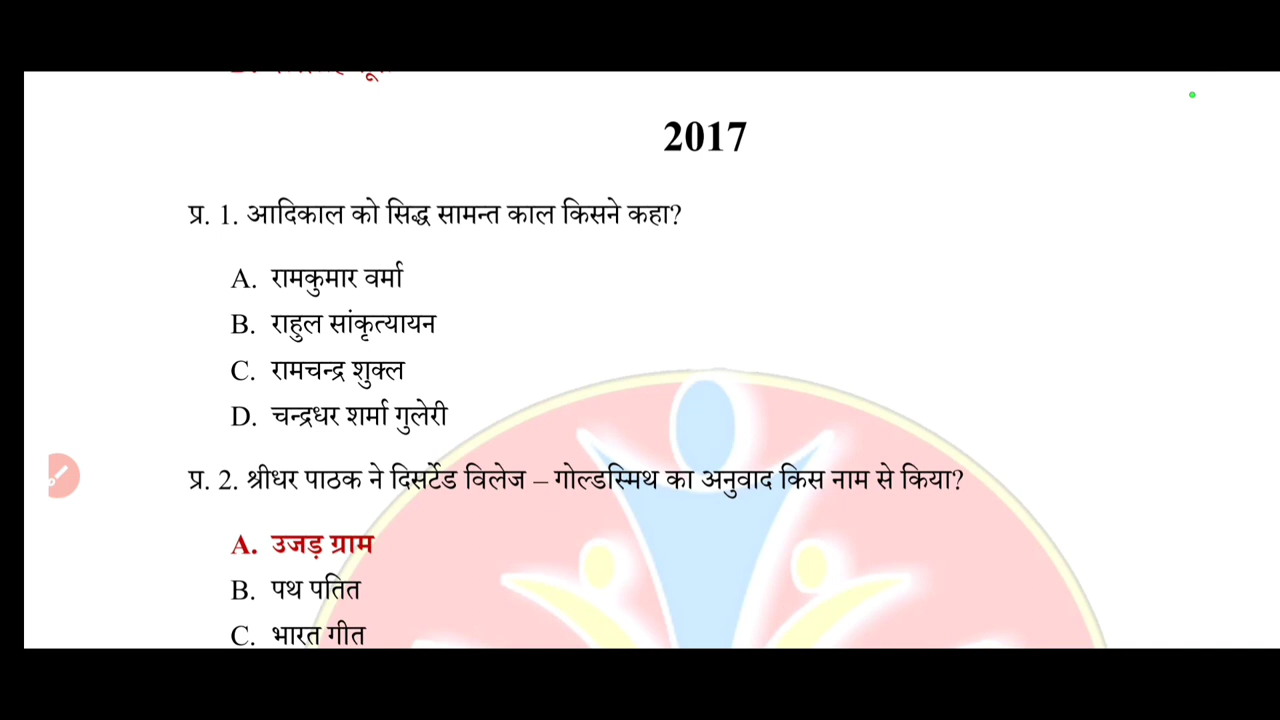 2017
प्र. 1. आदिकाल को सिद्ध सामन्त काल किसने कहा?
A. रामकुमार वर्मा
B. राहुल सांकृत्यायन
C. रामचन्द्र शुक्ल
D. चन्द्रधर शर्मा गुलेरी
प्र. 2. श्रीधर पाठक ने दिसर्टेड विलेज – गोल्डस्मिथ का अनुवाद किस नाम से किया?
A. उजड़ ग्राम
B. पथ पतित
C. भारत गीत